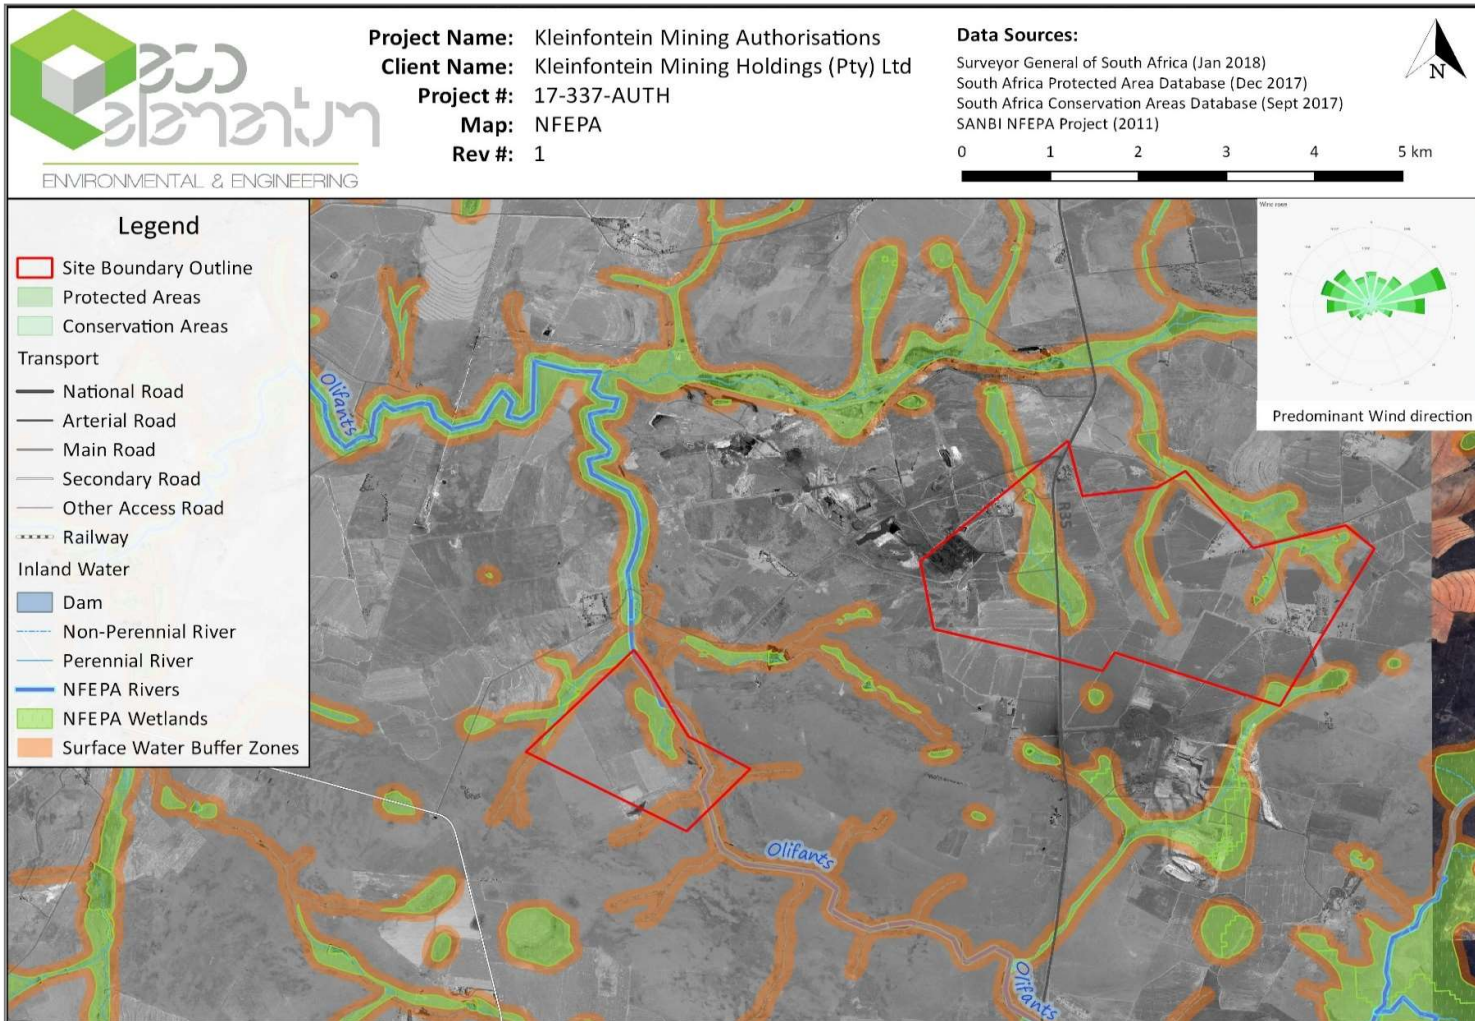 eco
elementum
ENVIRONMENTAL & ENGINEERING
Project Name: Kleinfontein Mining Authorisations
Client Name: Kleinfontein Mining Holdings (Pty) Ltd
Project #: 17-337-AUTH
Map: NFEPA
Rev #: 1
Data Sources:
Surveyor General of South Africa (Jan 2018)
South Africa Protected Area Database (Dec 2017)
South Africa Conservation Areas Database (Sept 2017)
SANBI NFEPA Project (2011)
0 1 2 3 4 5 km
N
Legend
Site Boundary Outline
Protected Areas
Conservation Areas
Transport
National Road
Arterial Road
Main Road
Secondary Road
Other Access Road
Railway
Inland Water
Dam
Non-Perennial River
Perennial River
NFEPA Rivers
NFEPA Wetlands
Surface Water Buffer Zones
Wind rose
Predominant Wind direction
Olifants
R35
Olifants
Olifants